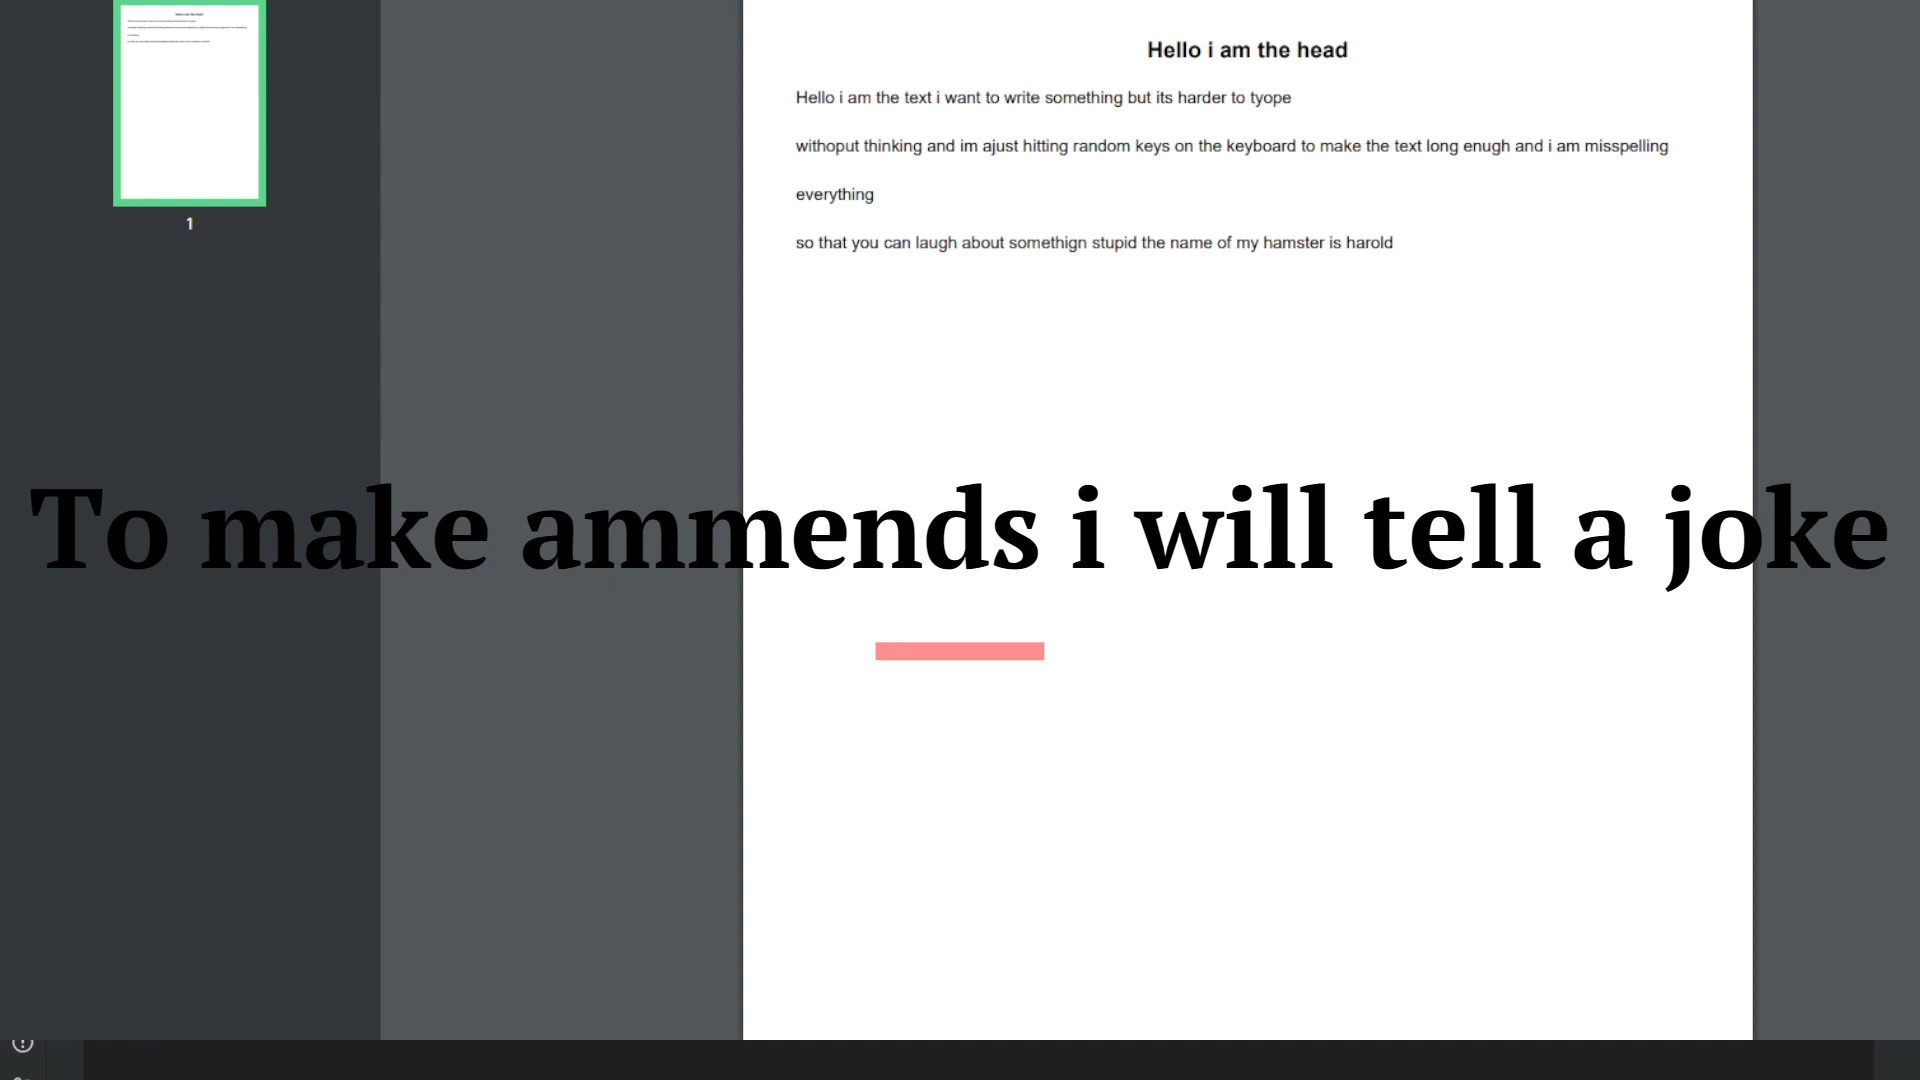 1
Hello i am the head
Hello i am the text i want to write something but its harder to tyope
withoput thinking and im ajust hitting random keys on the keyboard to make the text long enugh and i am misspelling
everything
so that you can laugh about somethign stupid the name of my hamster is harold
To make ammends i will tell a joke